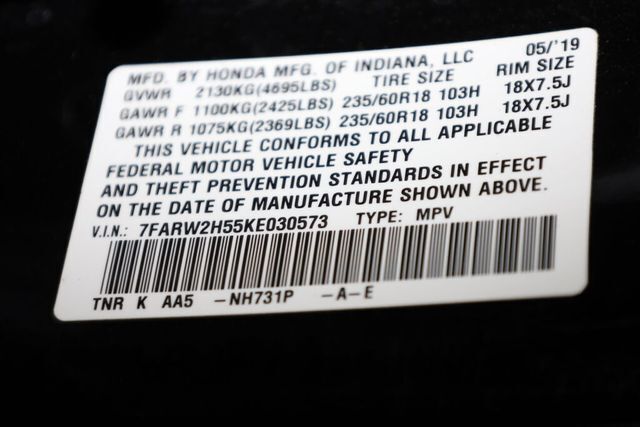 MFD. BY HONDA MFG. OF INDIANA, LLC 05/'19
GVWR 2130KG(4695LBS) TIRE SIZE RIM SIZE
GAWR F 1100KG(2425LBS) 235/60R18 103H 18X7.5J
GAWR R 1075KG(2369LBS) 235/60R18 103H 18X7.5J
THIS VEHICLE CONFORMS TO ALL APPLICABLE
FEDERAL MOTOR VEHICLE SAFETY
AND THEFT PREVENTION STANDARDS IN EFFECT
ON THE DATE OF MANUFACTURE SHOWN ABOVE.
V.I.N.: 7FARW2H55KE030573 TYPE: MPV
TNR K AA5 -NH731P -A-E